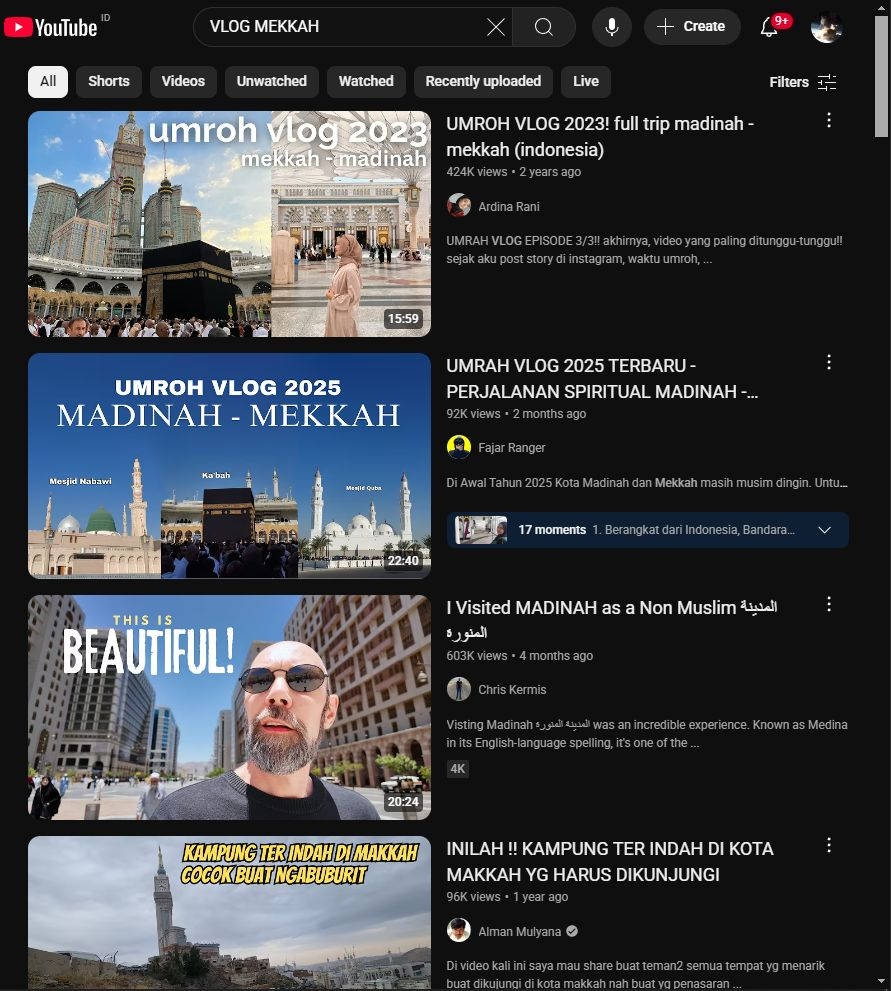 YouTube ID
VLOG MEKKAH
Create
9+
All
Shorts
Videos
Unwatched
Watched
Recently uploaded
Live
Filters
umroh vlog 2023
mekkah - madinah
15:59
UMROH VLOG 2023! full trip madinah -
mekkah (indonesia)
424K views • 2 years ago
Ardina Rani
UMRAH VLOG EPISODE 3/3!! akhirnya, video yang paling ditunggu-tunggu!!
sejak aku post story di instagram, waktu umroh, ...
UMROH VLOG 2025
MADINAH - MEKKAH
Mesjid Nabawi
Ka'bah
Mesjid Quba
22:40
UMRAH VLOG 2025 TERBARU -
PERJALANAN SPIRITUAL MADINAH -...
92K views • 2 months ago
Fajar Ranger
Di Awal Tahun 2025 Kota Madinah dan Mekkah masih musim dingin. Untu...
17 moments 1. Berangkat dari Indonesia, Bandara...
THIS IS
BEAUTIFUL!
20:24
I Visited MADINAH as a Non Muslim المدينة
المنورة
603K views • 4 months ago
Chris Kermis
Visting Madinah المدينة المنورة was an incredible experience. Known as Medina
in its English-language spelling, it's one of the ...
4K
KAMPUNG TER INDAH DI MAKKAH
COCOK BUAT NGABUBURIT
INILAH !! KAMPUNG TER INDAH DI KOTA
MAKKAH YG HARUS DIKUNJUNGI
96K views • 1 year ago
Alman Mulyana
Di video kali ini saya mau share buat teman2 semua tempat yg menarik
buat dikujungi di kota makkah nah buat yg penasaran ...